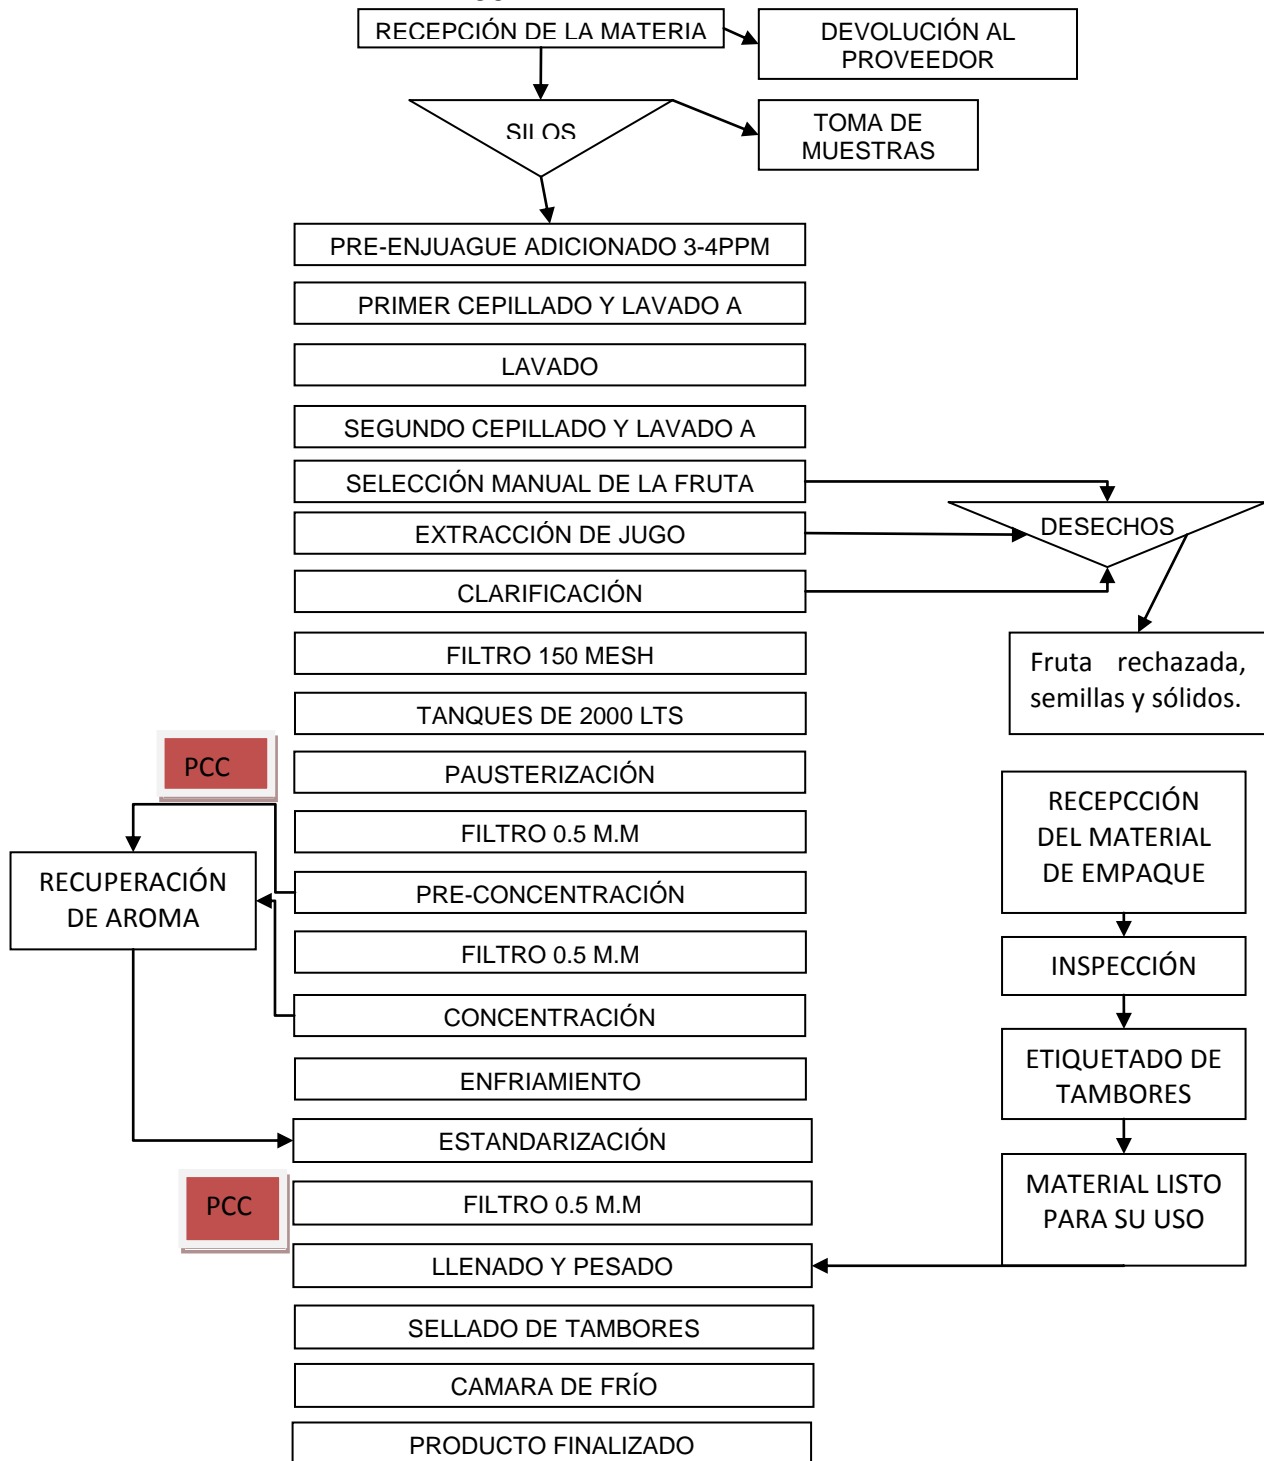 RECEPCIÓN DE LA MATERIA
DEVOLUCIÓN AL
PROVEEDOR
SILOS
TOMA DE
MUESTRAS
PRE-ENJUAGUE ADICIONADO 3-4PPM
PRIMER CEPILLADO Y LAVADO A
LAVADO
SEGUNDO CEPILLADO Y LAVADO A
SELECCIÓN MANUAL DE LA FRUTA
EXTRACCIÓN DE JUGO
DESECHOS
CLARIFICACIÓN
FILTRO 150 MESH
Fruta rechazada,
semillas y sólidos.
TANQUES DE 2000 LTS
PCC
PAUSTERIZACIÓN
FILTRO 0.5 M.M
RECUPERACIÓN
DE AROMA
PRE-CONCENTRACIÓN
FILTRO 0.5 M.M
CONCENTRACIÓN
ENFRIAMIENTO
ESTANDARIZACIÓN
PCC
FILTRO 0.5 M.M
RECEPCCIÓN
DEL MATERIAL
DE EMPAQUE
INSPECCIÓN
ETIQUETADO DE
TAMBORES
MATERIAL LISTO
PARA SU USO
LLENADO Y PESADO
SELLADO DE TAMBORES
CAMARA DE FRÍO
PRODUCTO FINALIZADO